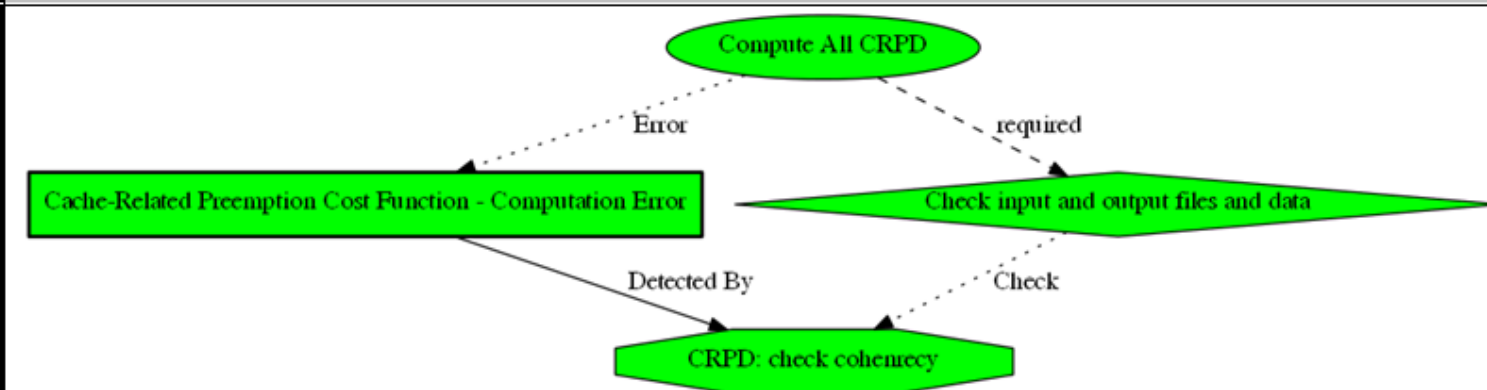 Compute All CRPD
Error
required
Cache-Related Preemption Cost Function - Computation Error
Check input and output files and data
Detected By
Check
CRPD: check cohenrecy